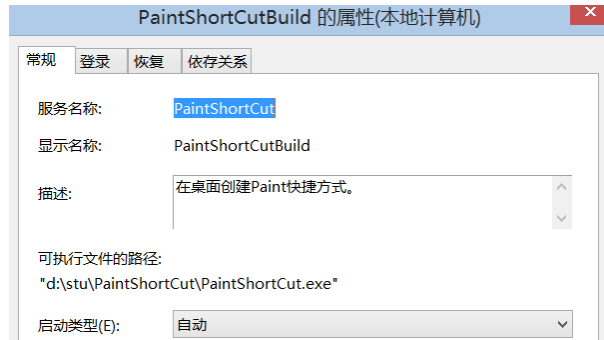 PaintShortCutBuild 的属性(本地计算机)
常规 登录 恢复 依存关系
服务名称: PaintShortCut
显示名称: PaintShortCutBuild
描述: 在桌面创建Paint快捷方式。
可执行文件的路径:
"d:\stu\PaintShortCut\PaintShortCut.exe"
启动类型(E): 自动